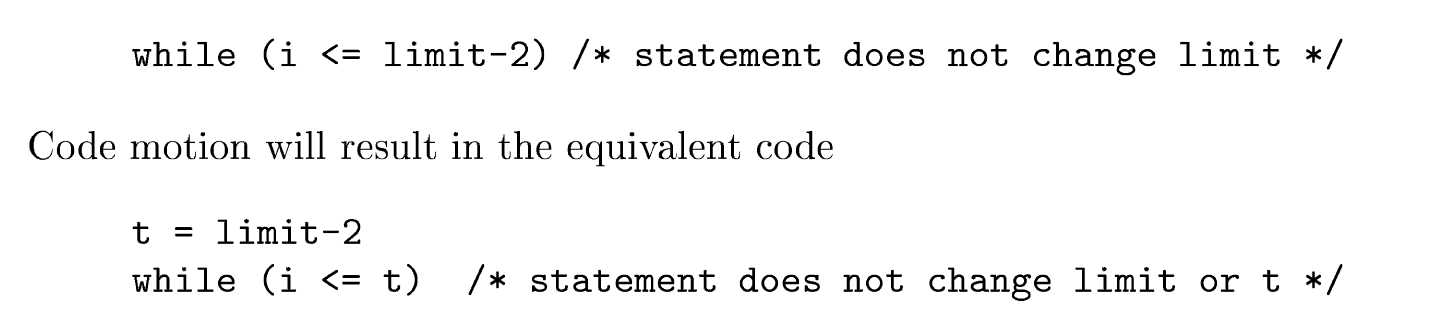 while (i <= limit-2) /* statement does not change limit */
Code motion will result in the equivalent code
t = limit-2
while (i <= t)  /* statement does not change limit or t */